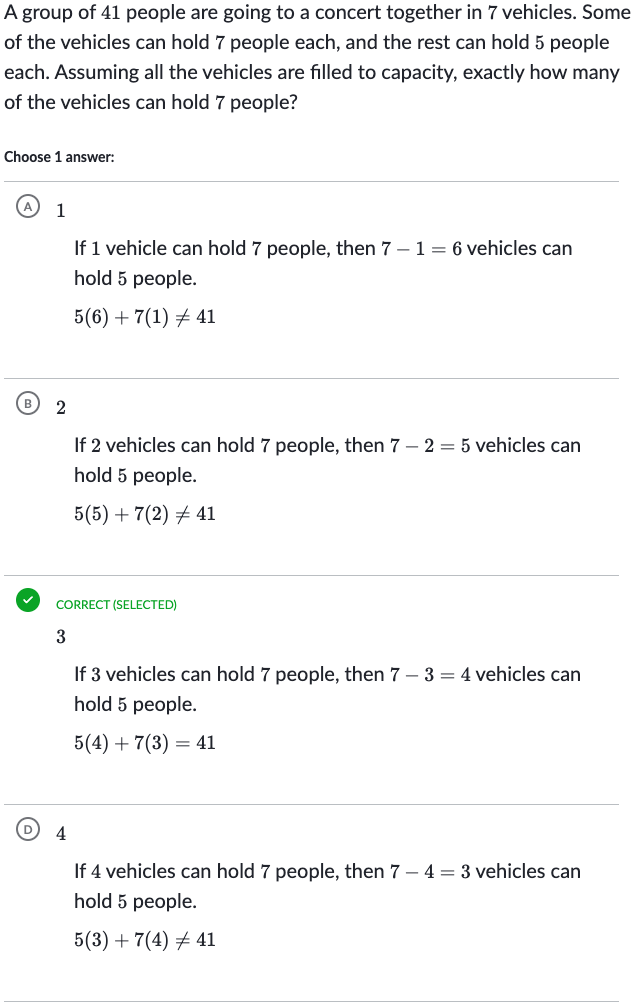 A group of 41 people are going to a concert together in 7 vehicles. Some
of the vehicles can hold 7 people each, and the rest can hold 5 people
each. Assuming all the vehicles are filled to capacity, exactly how many
of the vehicles can hold 7 people?
Choose 1 answer:
A 1
If 1 vehicle can hold 7 people, then 7 − 1 = 6 vehicles can
hold 5 people.
5(6) + 7(1) ≠ 41
B 2
If 2 vehicles can hold 7 people, then 7 − 2 = 5 vehicles can
hold 5 people.
5(5) + 7(2) ≠ 41
CORRECT (SELECTED)
3
If 3 vehicles can hold 7 people, then 7 − 3 = 4 vehicles can
hold 5 people.
5(4) + 7(3) = 41
D 4
If 4 vehicles can hold 7 people, then 7 − 4 = 3 vehicles can
hold 5 people.
5(3) + 7(4) ≠ 41